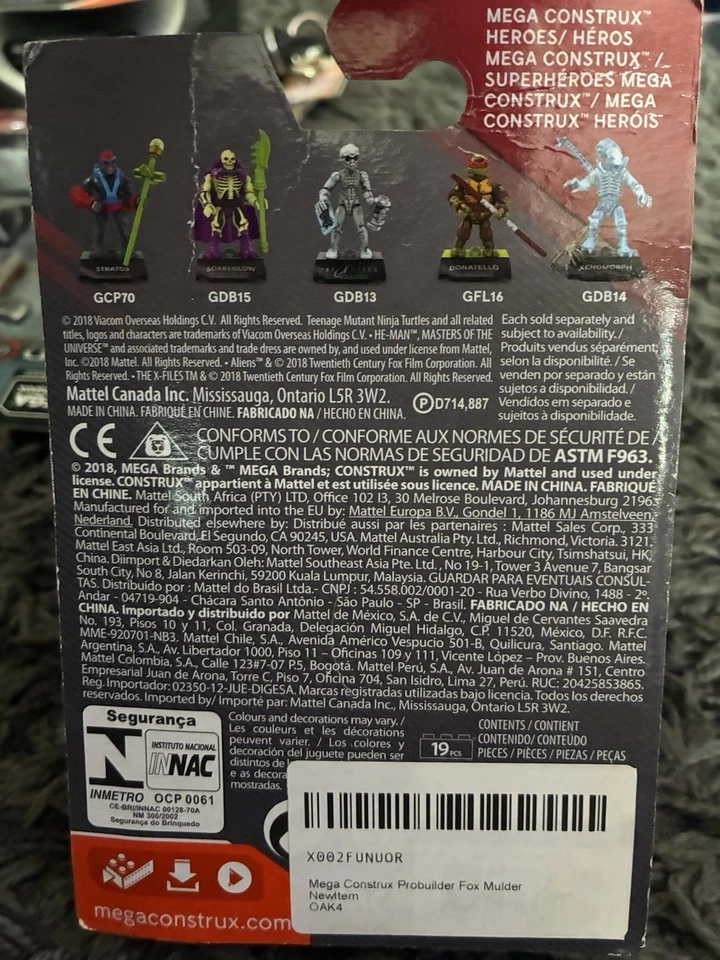 MEGA CONSTRUX™
HEROES/ HÉROS
MEGA CONSTRUX™ /
SUPERHÉROES MEGA
CONSTRUX™/ MEGA
CONSTRUX™ HERÓIS
STRATOS
SCAREGLOW
DONATELLO
XENOMORPH
GCP70
GDB15
GDB13
GFL16
GDB14
© 2018 Viacom Overseas Holdings C.V. All Rights Reserved. Teenage Mutant Ninja Turtles and all related
titles, logos and characters are trademarks of Viacom Overseas Holdings C.V. • HE-MAN™, MASTERS OF THE
UNIVERSE™ and associated trademarks and trade dress are owned by, and used under license from Mattel,
Inc. ©2018 Mattel. All Rights Reserved. • Aliens™ & © 2018 Twentieth Century Fox Film Corporation. All
Rights Reserved. • THE X-FILES TM & © 2018 Twentieth Century Fox Film Corporation. All Rights Reserved.
Mattel Canada Inc., Mississauga, Ontario L5R 3W2.
MADE IN CHINA. FABRIQUÉ EN CHINE. FABRICADO NA / HECHO EN CHINA.
P D714,887
Each sold separately and
subject to availability. /
Produits vendus séparément,
selon la disponibilité. / Se
venden por separado y están
sujetos a disponibilidad. /
Vendidos em separado e
sujeitos à disponibilidade.
CE
CONFORMS TO / CONFORME AUX NORMES DE SÉCURITÉ DE /
CUMPLE CON LAS NORMAS DE SEGURIDAD DE ASTM F963.
© 2018, MEGA Brands & ™ MEGA Brands; CONSTRUX™ is owned by Mattel and used under
license. CONSTRUX™ appartient à Mattel et est utilisée sous licence. MADE IN CHINA. FABRIQUÉ
EN CHINE. Mattel South Africa (PTY) LTD, Office 102 I3, 30 Melrose Boulevard, Johannesburg 2196.
Manufactured for and imported into the EU by: Mattel Europa B.V., Gondel 1, 1186 MJ Amstelveen,
Nederland. Distributed elsewhere by: Distribué aussi par les partenaires : Mattel Sales Corp., 333
Continental Boulevard, El Segundo, CA 90245, USA. Mattel Australia Pty. Ltd., Richmond, Victoria. 3121.
Mattel East Asia Ltd., Room 503-09, North Tower, World Finance Centre, Harbour City, Tsimshatsui, HK,
China. Diimport & Diedarkan Oleh: Mattel Southeast Asia Pte. Ltd., No 19-1, Tower 3 Avenue 7, Bangsar
South City, No 8, Jalan Kerinchi, 59200 Kuala Lumpur, Malaysia. GUARDAR PARA EVENTUAIS CONSUL-
TAS. Distribuido por : Mattel do Brasil Ltda.- CNPJ : 54.558.002/0001-20 - Rua Verbo Divino, 1488 - 2º.
Andar - 04719-904 - Chácara Santo Antônio - São Paulo - SP - Brasil. FABRICADO NA / HECHO EN
CHINA. Importado y distribuido por Mattel de México, S.A. de C.V., Miguel de Cervantes Saavedra
No. 193, Pisos 10 y 11, Col. Granada, Delegación Miguel Hidalgo, C.P. 11520, México, D.F. R.F.C.
MME-920701-NB3. Mattel Chile, S.A., Avenida Américo Vespucio 501-B, Quilicura, Santiago. Mattel
Argentina, S.A., Av. Libertador 1000, Piso 11 – Oficinas 109 y 111, Vicente López – Prov. Buenos Aires.
Mattel Colombia, S.A., Calle 123#7-07 P.5, Bogotá. Mattel Perú, S.A., Av. Juan de Arona # 151, Centro
Empresarial Juan de Arona, Torre C, Piso 7, Oficina 704, San Isidro, Lima 27, Perú. RUC: 20425853865.
Reg. Importador: 02350-12-JUE-DIGESA. Marcas registradas utilizadas bajo licencia. Todos los derechos
reservados. Imported by/ Importé par: Mattel Canada Inc., Mississauga, Ontario L5R 3W2.
Segurança
N
INSTITUTO NACIONAL
INNAC
INMETRO OCP 0061
CE-BRI/INNAC 00128-70A
NM 300/2002
Segurança do Brinquedo
Colours and decorations may vary. /
Les couleurs et les décorations
peuvent varier. / Los colores y
decoración del juguete pueden ser
distintos de l
e as decora
mostradas.
19 PCS
CONTENTS / CONTENT
CONTENIDO / CONTEÚDO
PIECES / PIÈCES / PIEZAS / PEÇAS
megaconstrux.com
X002FUNUOR
Mega Construx Probuilder Fox Mulder
NewItem
OAK4